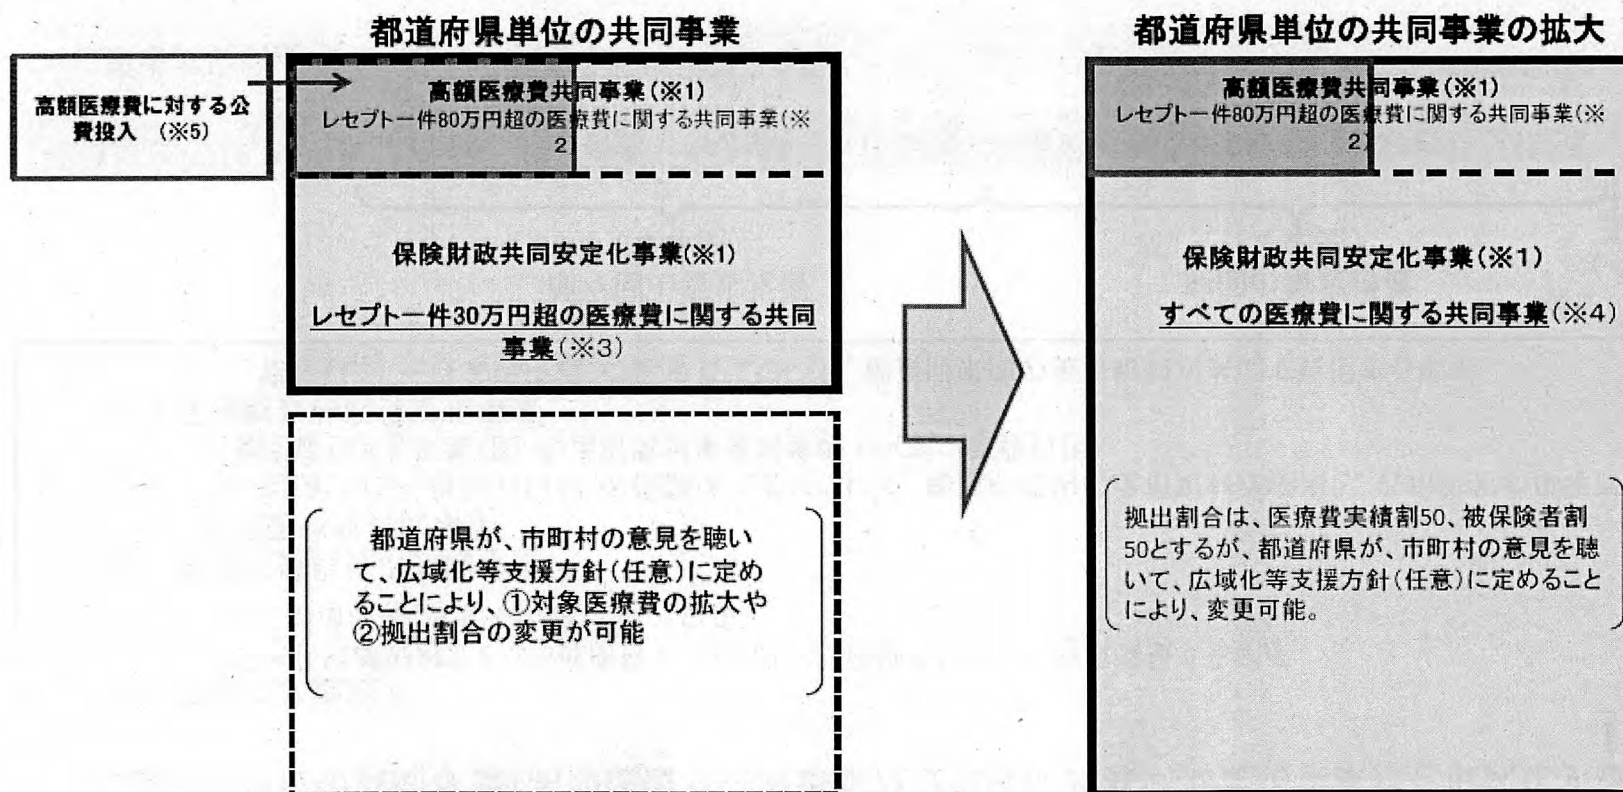 都道府県単位の共同事業
高額医療費に対する公
費投入 (※5)
高額医療費共同事業(※1)
レセプト一件80万円超の医療費に関する共同事業(※
2)
保険財政共同安定化事業(※1)
レセプト一件30万円超の医療費に関する共同
事業(※3)
都道府県が、市町村の意見を聴い
て、広域化等支援方針(任意)に定め
ることにより、①対象医療費の拡大や
②拠出割合の変更が可能
都道府県単位の共同事業の拡大
高額医療費共同事業(※1)
レセプト一件80万円超の医療費に関する共同事業(※
2)
保険財政共同安定化事業(※1)
すべての医療費に関する共同事業(※4)
拠出割合は、医療費実績割50、被保険者割
50とするが、都道府県が、市町村の意見を聴
いて、広域化等支援方針(任意)に定めること
により、変更可能。